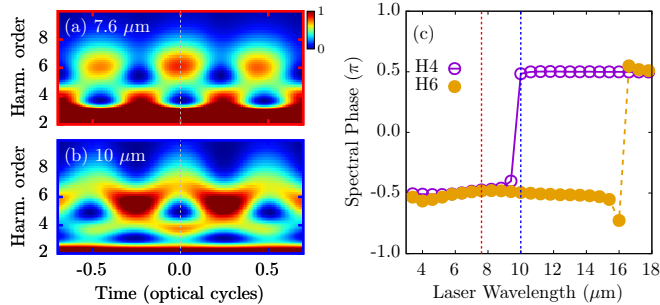 (a) 7.6 μm
1
0
Harm. order
10
8
6
4
2
(b) 10 μm
Harm. order
8
6
4
2
-0.5
0.0
0.5
Time (optical cycles)
(c)
H4
H6
Spectral Phase (π)
1.0
0.5
0.0
-0.5
-1.0
4 6 8 10 12 14 16 18
Laser Wavelength (μm)